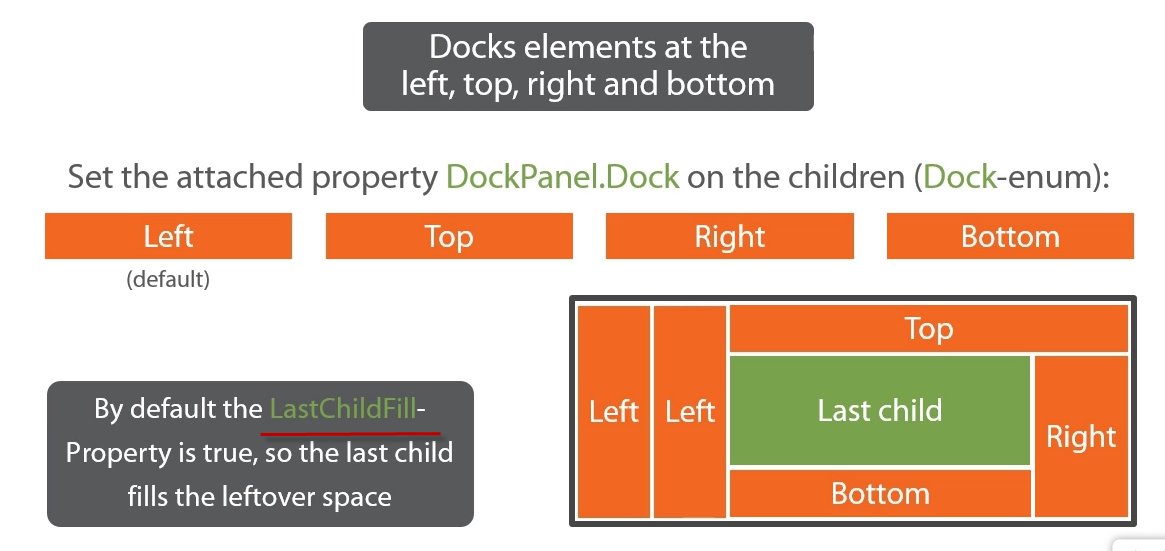 Docks elements at the
left, top, right and bottom
Set the attached property DockPanel.Dock on the children (Dock-enum):
Left
Top
Right
Bottom
(default)
By default the LastChildFill-
Property is true, so the last child
fills the leftover space
Left
Left
Top
Last child
Right
Bottom